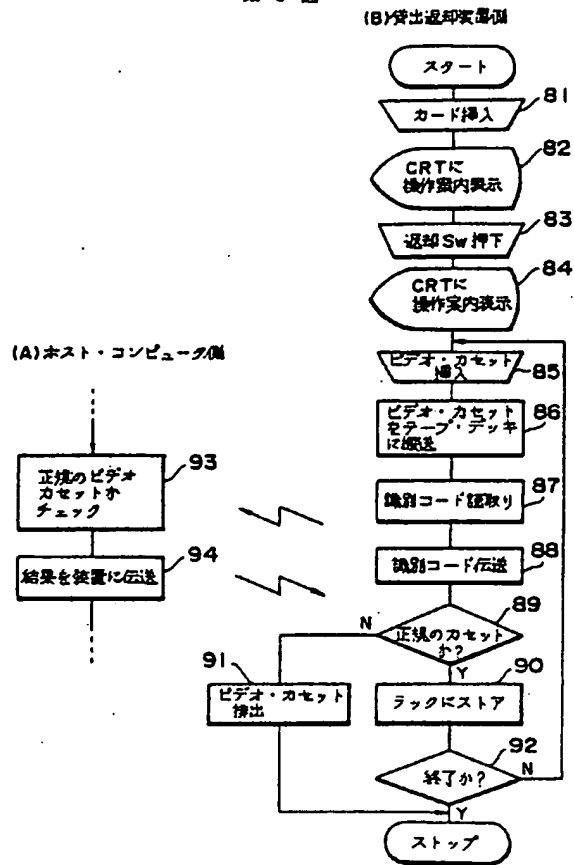 (B)貸出返却装置側
スタート
81
カード挿入
82
CRTに
操作案内表示
83
返却Sw押下
84
CRTに
操作案内表示
(A)ホスト・コンピュータ側
ビデオ・カセット
挿入
85
ビデオ・カセット
をテープ・デッキ
に搬送
86
93
正規のビデオ
カセットか
チェック
識別コード読取り
87
94
結果を装置に伝送
識別コード伝送
88
89
N
正規のカセット
か?
Y
91
ビデオ・カセット
排出
90
ラックにストア
92
終了か?
N
Y
ストップ